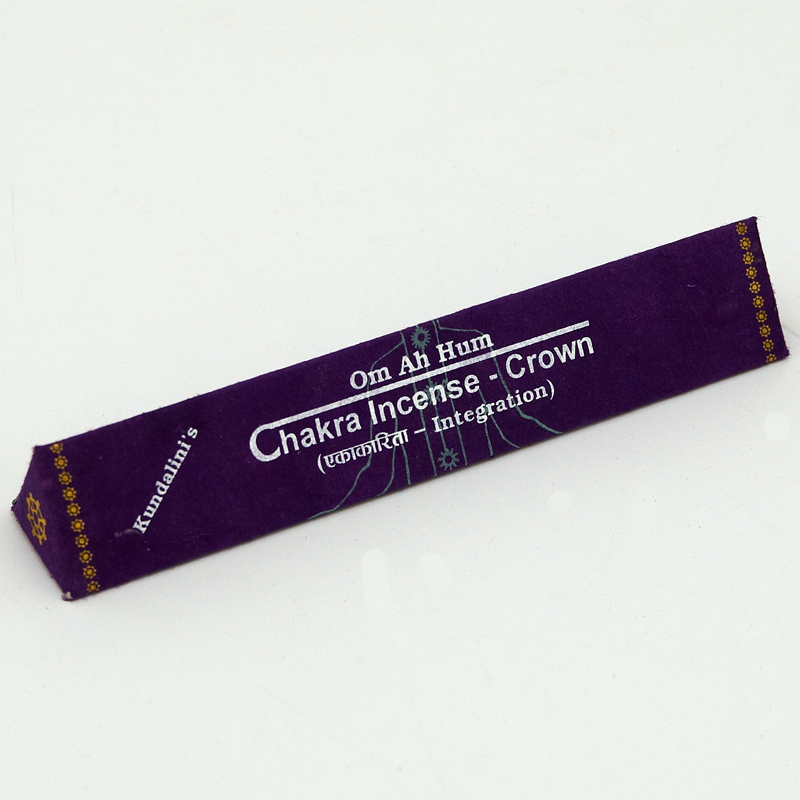 Kundalini's
Om Ah Hum
Chakra Incense - Crown
(एकाकारिता – Integration)